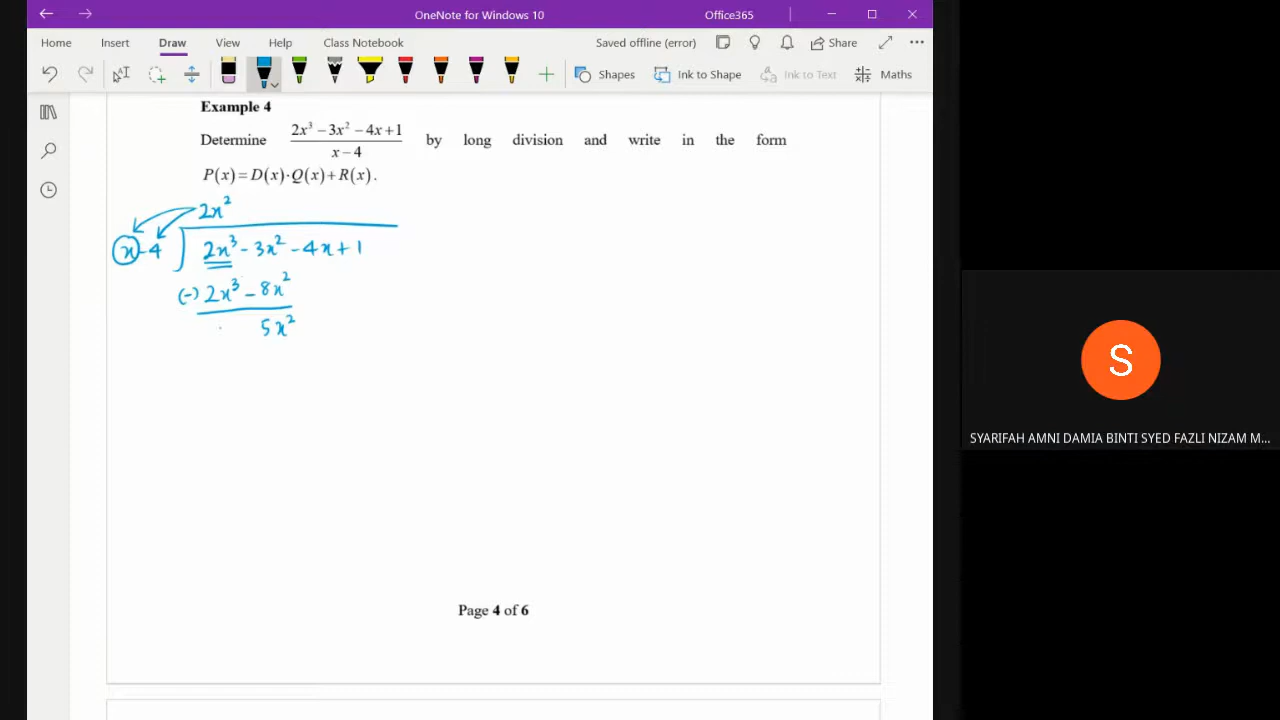 OneNote for Windows 10
Office365
Home Insert Draw View Help Class Notebook
Saved offline (error)
Share
Shapes
Ink to Shape
Ink to Text
Maths
Example 4
Determine (2x³ − 3x² − 4x + 1)/(x − 4) by long division and write in the form
P(x) = D(x)·Q(x) + R(x).
2x²
x - 4 2x³ - 3x² - 4x + 1
(-) 2x³ - 8x²
5x²
Page 4 of 6
S
SYARIFAH AMNI DAMIA BINTI SYED FAZLI NIZAM M...